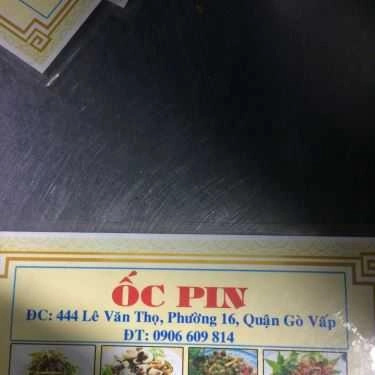 ỐC PIN
ĐC: 444 Lê Văn Thọ, Phường 16, Quận Gò Vấp
ĐT: 0906 609 814